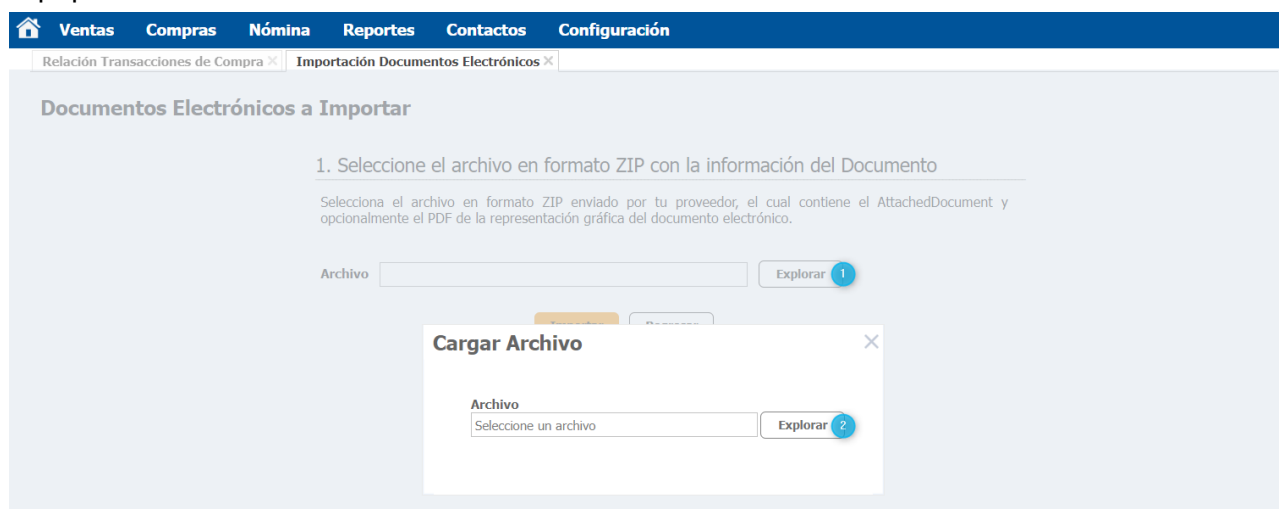 Ventas Compras Nómina Reportes Contactos Configuración
Relación Transacciones de Compra × Importación Documentos Electrónicos ×
Documentos Electrónicos a Importar
1. Seleccione el archivo en formato ZIP con la información del Documento
Selecciona el archivo en formato ZIP enviado por tu proveedor, el cual contiene el AttachedDocument y
opcionalmente el PDF de la representación gráfica del documento electrónico.
Archivo Explorar 1
Cargar Archivo ×
Archivo
Seleccione un archivo Explorar 2